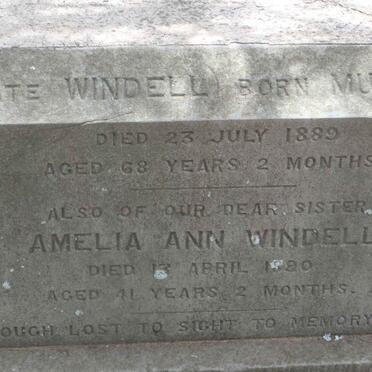 WINDELL) BORN
DIED 23 JULY 1889
AGED 68 YEARS 2 MONTHS
ALSO OF OUR DEAR SISTER
AMELIA ANN WINDELL
DIED APRIL
AGED 41 YEARS 2 MONTHS.
LOST TO SIGHT TO MEMORY